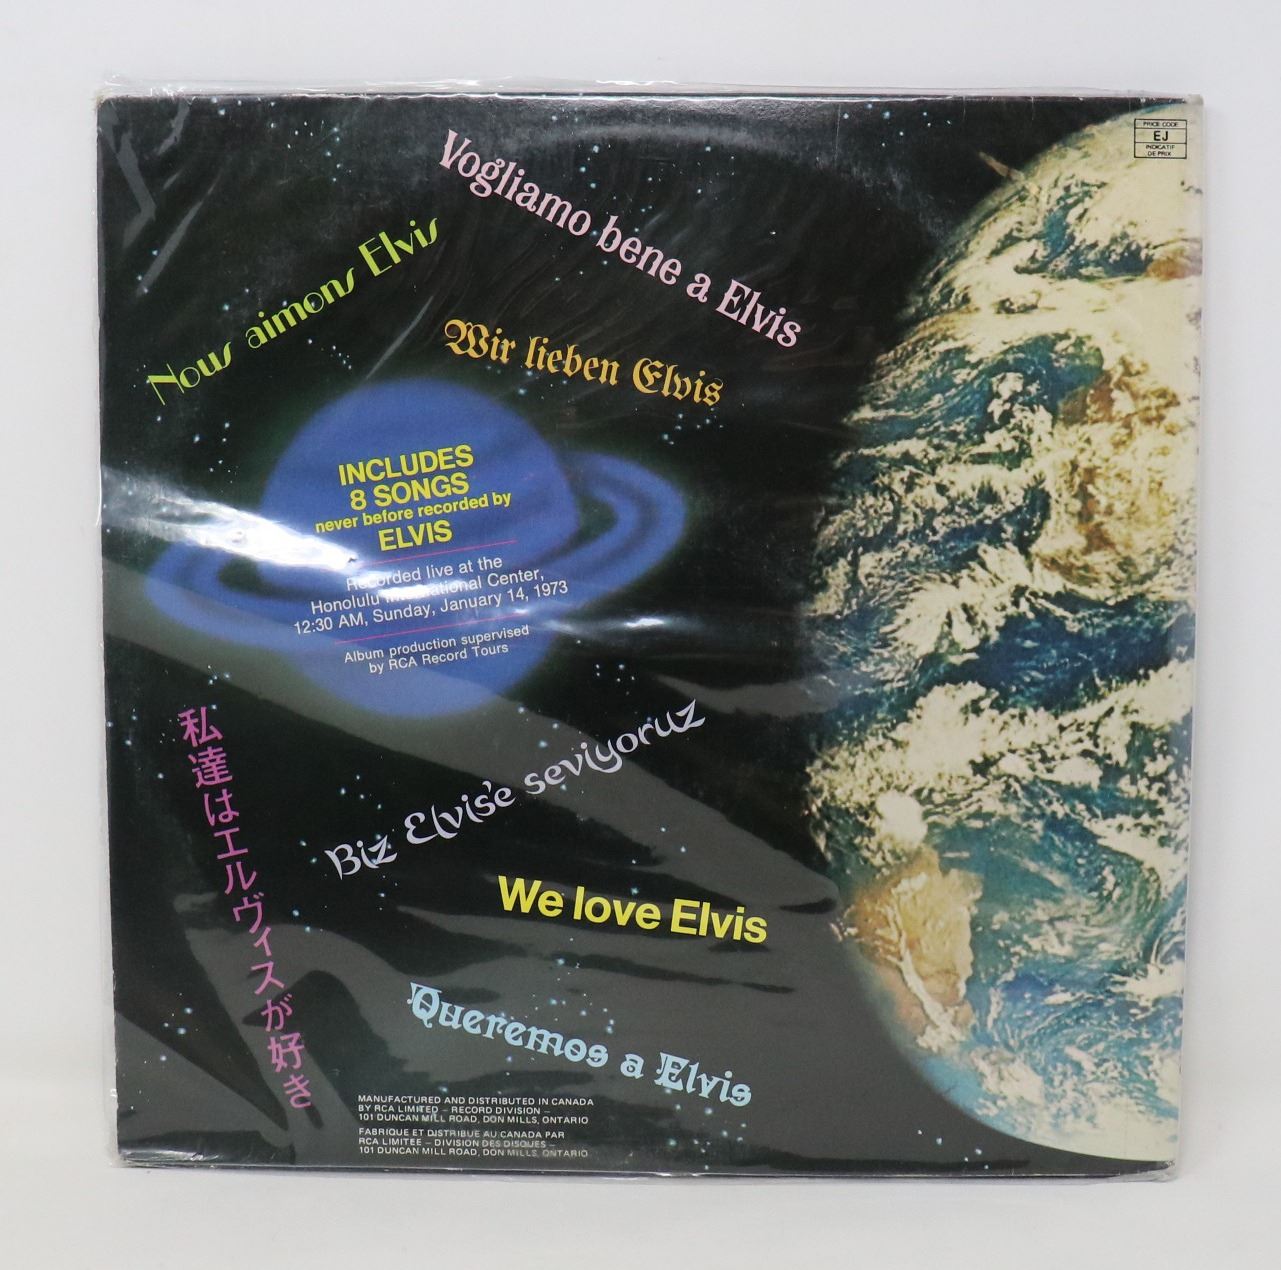 PRICE CODE
EJ
INDICATIF
DE PRIX
Vogliamo bene a Elvis
Nous aimons Elvis
Wir lieben Elvis
INCLUDES
8 SONGS
never before recorded by
ELVIS
Recorded live at the
Honolulu International Center,
12:30 AM, Sunday, January 14, 1973
Album production supervised
by RCA Record Tours
私達はエルヴィスが好き
Biz Elvis'e seviyoruz
We love Elvis
Queremos a Elvis
MANUFACTURED AND DISTRIBUTED IN CANADA
BY RCA LIMITED – RECORD DIVISION –
101 DUNCAN MILL ROAD, DON MILLS, ONTARIO
FABRIQUE ET DISTRIBUE AU CANADA PAR
RCA LIMITEE – DIVISION DES DISQUES –
101 DUNCAN MILL ROAD, DON MILLS, ONTARIO